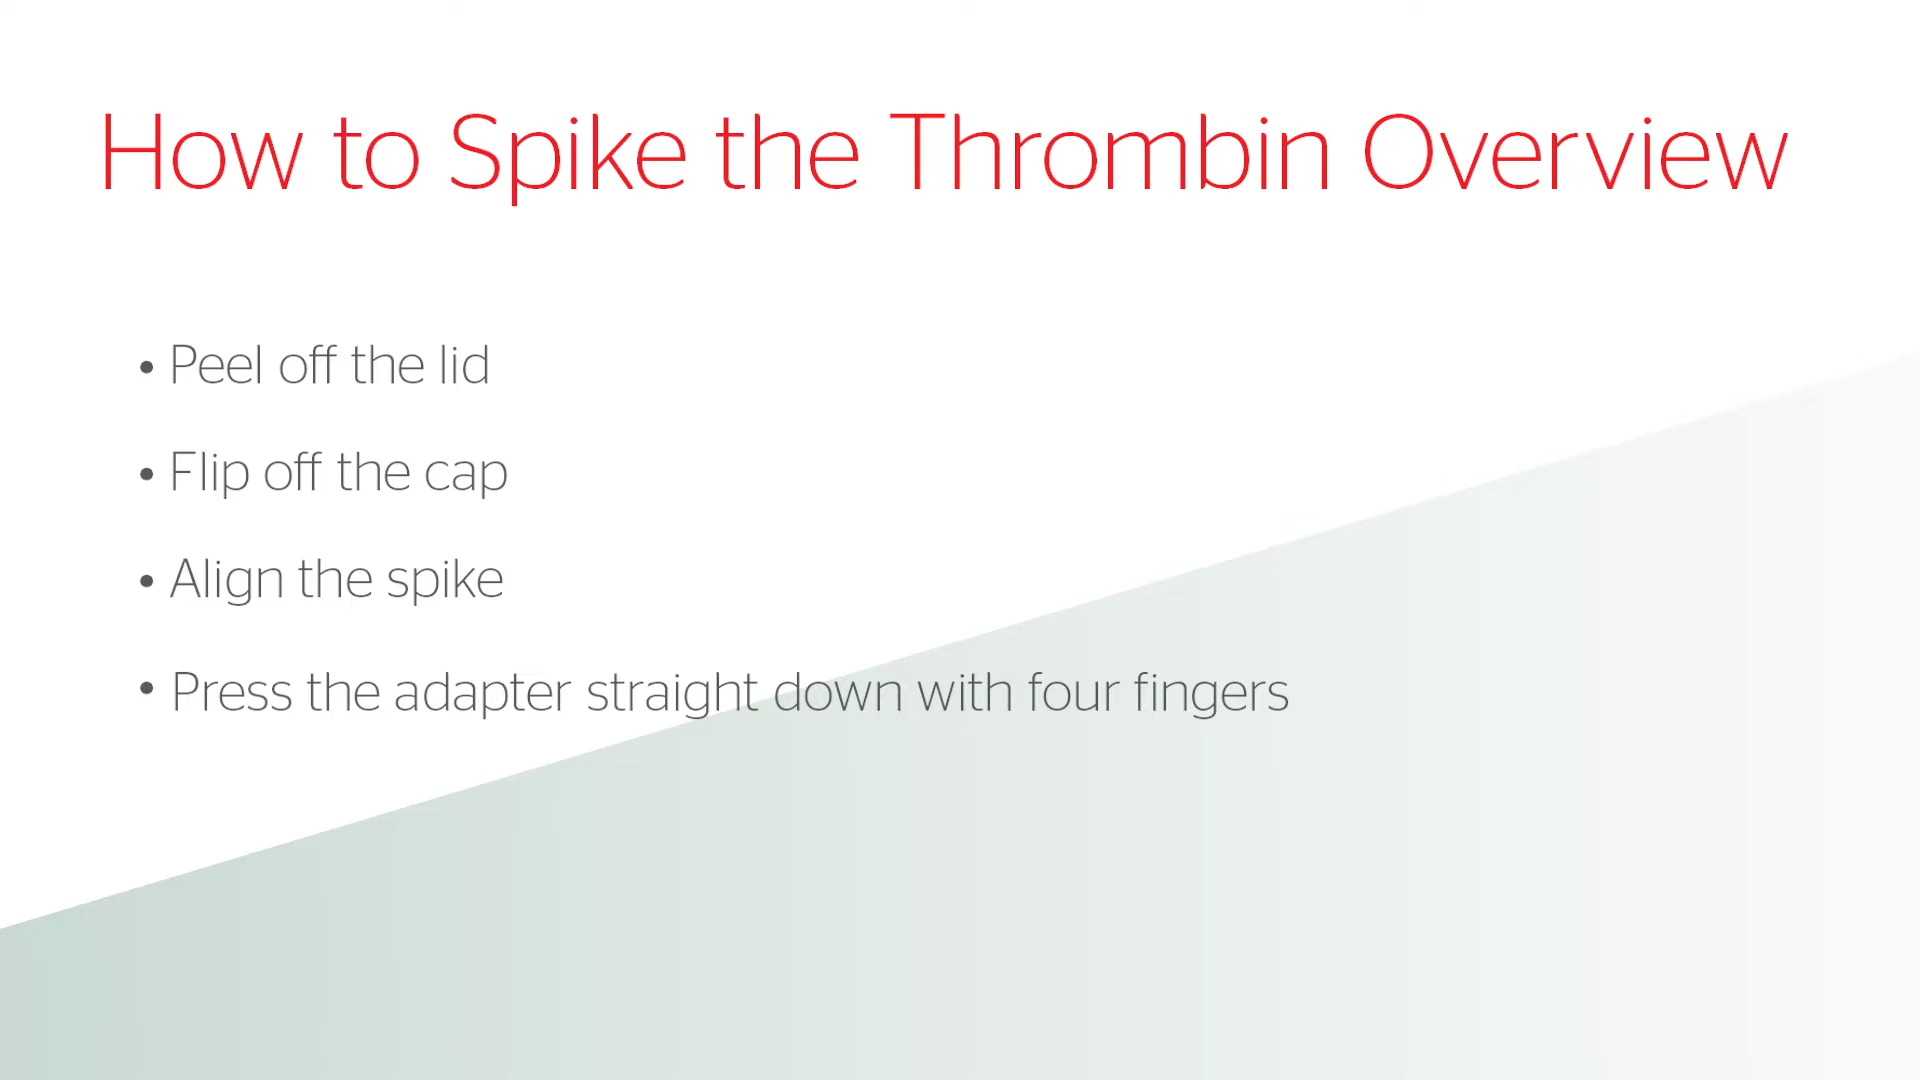 How to Spike the Thrombin Overview
• Peel off the lid
• Flip off the cap
• Align the spike
• Press the adapter straight down with four fingers